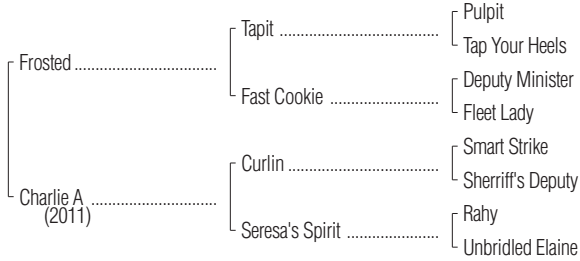 Pulpit
Tapit ................................
Tap Your Heels
Frosted ................................
Deputy Minister
Fast Cookie ........................
Fleet Lady
Smart Strike
Curlin ................................
Sherriff's Deputy
Charlie A ............................
(2011)
Rahy
Seresa's Spirit ....................
Unbridled Elaine